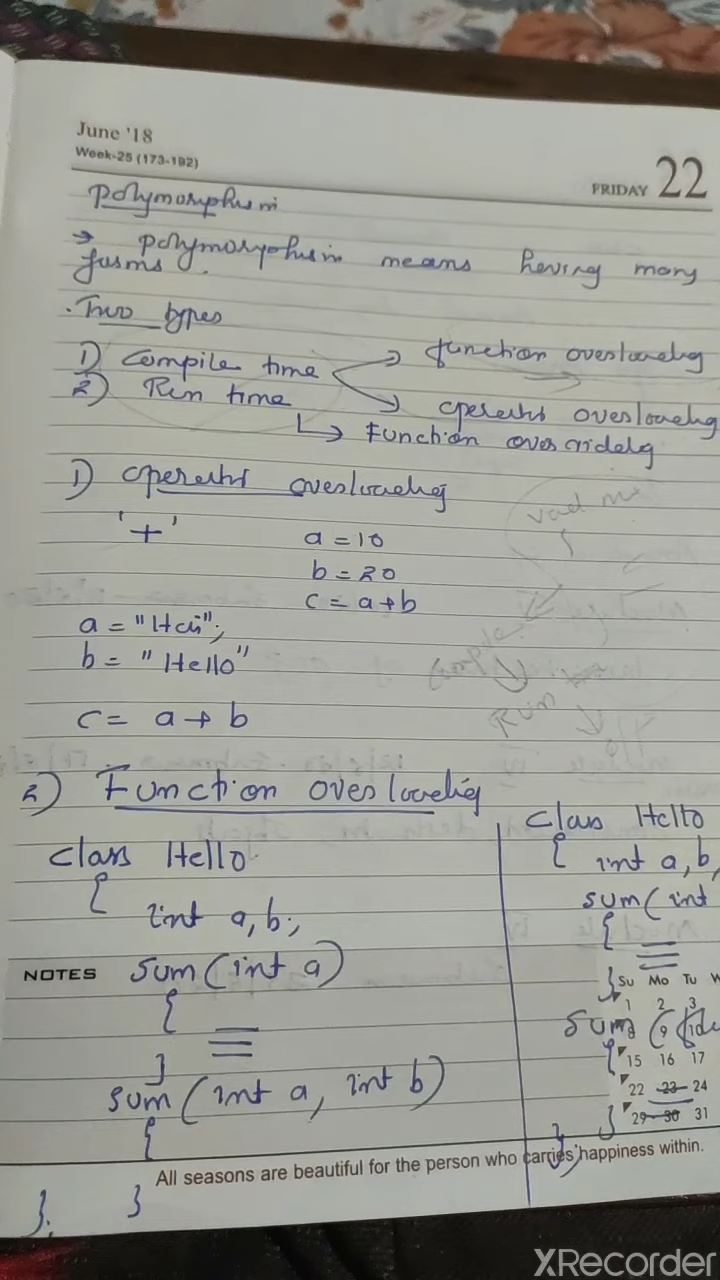 June '18
Week-25 (173-192)
FRIDAY 22
polymorphism
→ polymorphism means having many
forms.
. Two types
1) Compile time → function overloading
2) Run time → operator overloading
↳ Function overriding
1) operator overloading
'+' a = 10
b = 20
c = a+b
a = "Hai";
b = "Hello"
c = a + b
2) Function overloading
class Hello
{
int a, b;
NOTES sum (int a)
{
}
sum (int a, int b)
{
}
};
class Hello
{ int a, b,
sum ( int
{
}
sum (
{
}
};
Su Mo Tu W
1 2 3
9
15 16 17
22 23 24
29 30 31
All seasons are beautiful for the person who carries happiness within.
Run
XRecorder